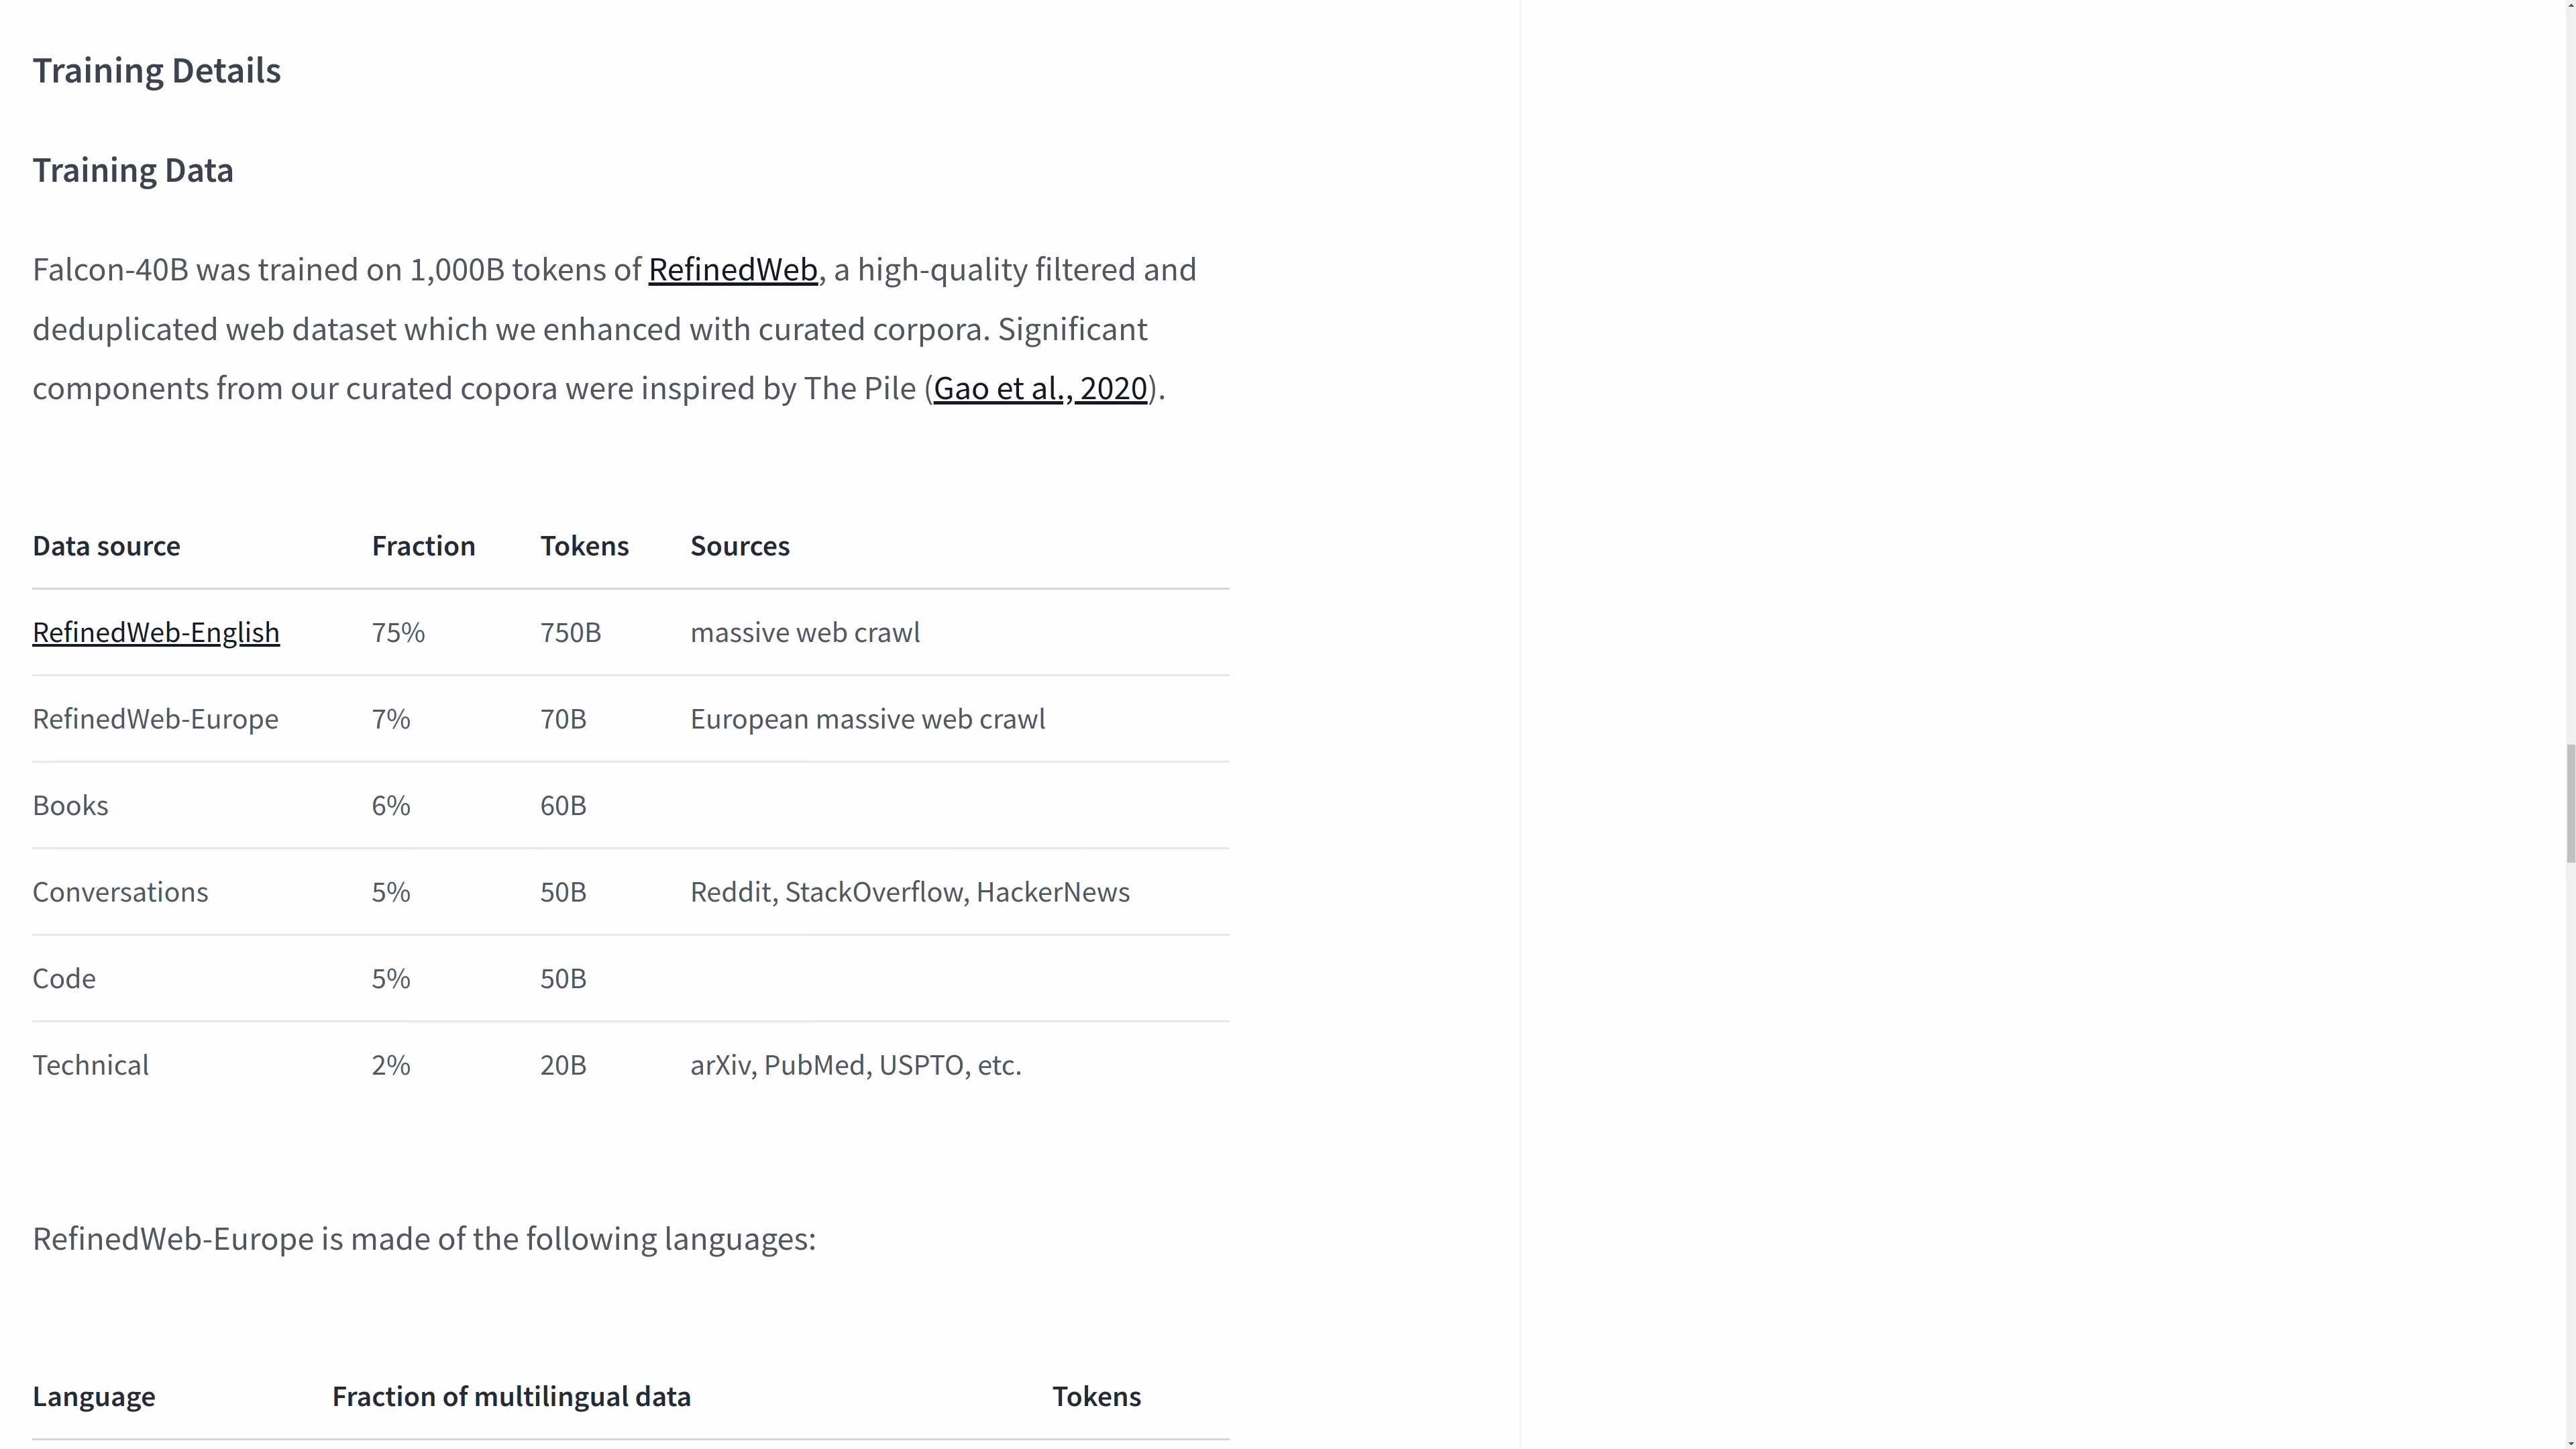 Training Details
Training Data
Falcon-40B was trained on 1,000B tokens of RefinedWeb, a high-quality filtered and
deduplicated web dataset which we enhanced with curated corpora. Significant
components from our curated copora were inspired by The Pile (Gao et al., 2020).
Data source Fraction Tokens Sources
RefinedWeb-English 75% 750B massive web crawl
RefinedWeb-Europe 7% 70B European massive web crawl
Books 6% 60B
Conversations 5% 50B Reddit, StackOverflow, HackerNews
Code 5% 50B
Technical 2% 20B arXiv, PubMed, USPTO, etc.
RefinedWeb-Europe is made of the following languages:
Language Fraction of multilingual data Tokens